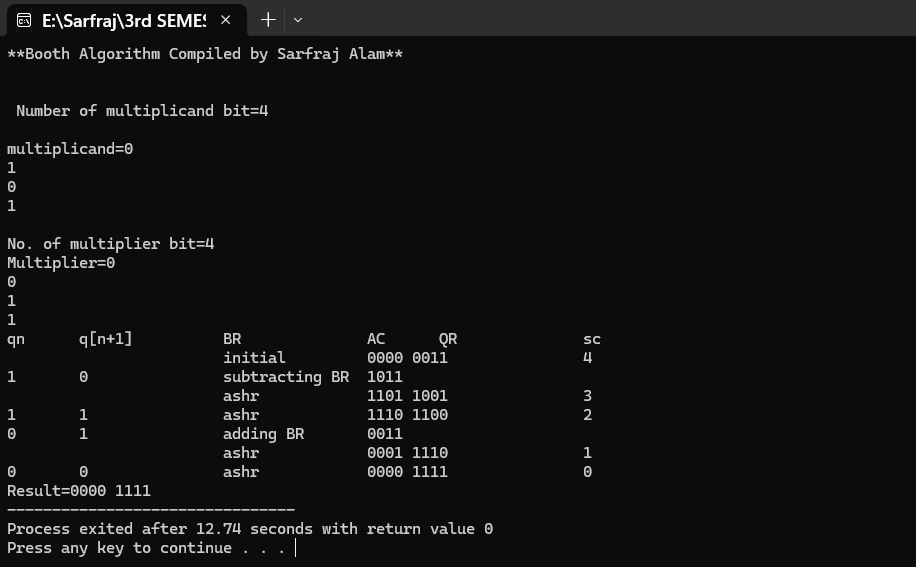 E:\Sarfraj\3rd SEMES
**Booth Algorithm Compiled by Sarfraj Alam**
Number of multiplicand bit=4
multiplicand=0
1
0
1
No. of multiplier bit=4
Multiplier=0
0
1
1
qn q[n+1] BR AC QR sc
initial 0000 0011 4
1 0 subtracting BR 1011
ashr 1101 1001 3
1 1 ashr 1110 1100 2
0 1 adding BR 0011
ashr 0001 1110 1
0 0 ashr 0000 1111 0
Result=0000 1111
--------------------------------
Process exited after 12.74 seconds with return value 0
Press any key to continue . . .